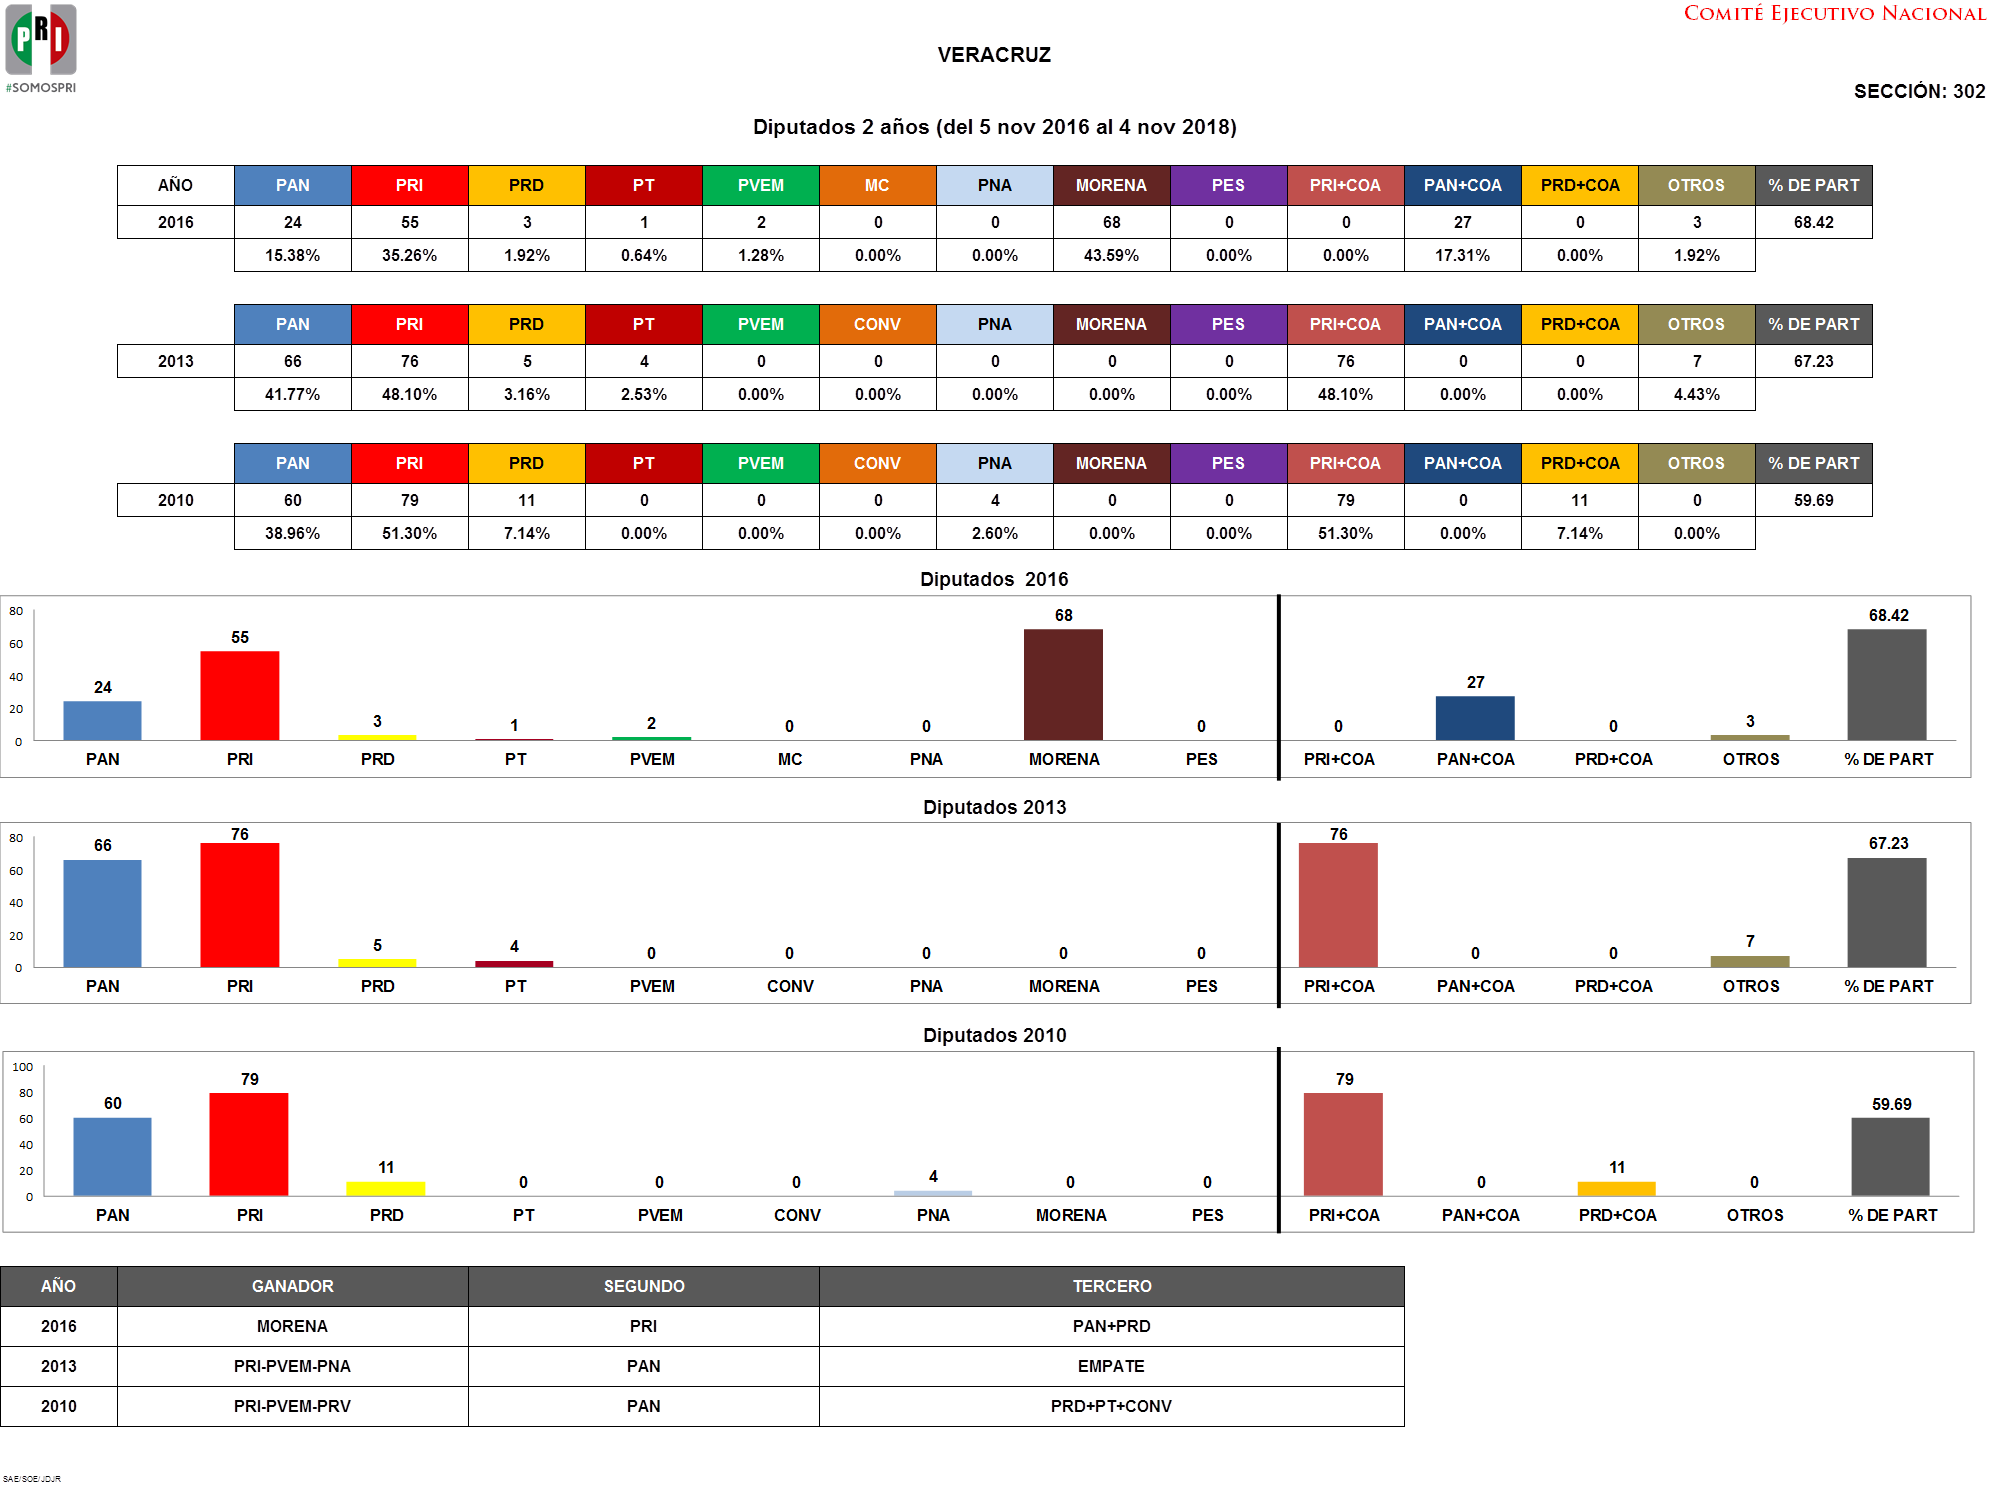 PRI
#SOMOSPRI
COMITÉ EJECUTIVO NACIONAL
VERACRUZ
SECCIÓN: 302
Diputados 2 años (del 5 nov 2016 al 4 nov 2018)
AÑO PAN PRI PRD PT PVEM MC PNA MORENA PES PRI+COA PAN+COA PRD+COA OTROS % DE PART
2016 24 55 3 1 2 0 0 68 0 0 27 0 3 68.42
15.38% 35.26% 1.92% 0.64% 1.28% 0.00% 0.00% 43.59% 0.00% 0.00% 17.31% 0.00% 1.92%
PAN PRI PRD PT PVEM CONV PNA MORENA PES PRI+COA PAN+COA PRD+COA OTROS % DE PART
2013 66 76 5 4 0 0 0 0 0 76 0 0 7 67.23
41.77% 48.10% 3.16% 2.53% 0.00% 0.00% 0.00% 0.00% 0.00% 48.10% 0.00% 0.00% 4.43%
PAN PRI PRD PT PVEM CONV PNA MORENA PES PRI+COA PAN+COA PRD+COA OTROS % DE PART
2010 60 79 11 0 0 0 4 0 0 79 0 11 0 59.69
38.96% 51.30% 7.14% 0.00% 0.00% 0.00% 2.60% 0.00% 0.00% 51.30% 0.00% 7.14% 0.00%
Diputados 2016
80
60
40
20
0
24 55 3 1 2 0 0 68 0 0 27 0 3 68.42
PAN PRI PRD PT PVEM MC PNA MORENA PES PRI+COA PAN+COA PRD+COA OTROS % DE PART
Diputados 2013
80
60
40
20
0
66 76 5 4 0 0 0 0 0 76 0 0 7 67.23
PAN PRI PRD PT PVEM CONV PNA MORENA PES PRI+COA PAN+COA PRD+COA OTROS % DE PART
Diputados 2010
100
80
60
40
20
0
60 79 11 0 0 0 4 0 0 79 0 11 0 59.69
PAN PRI PRD PT PVEM CONV PNA MORENA PES PRI+COA PAN+COA PRD+COA OTROS % DE PART
AÑO GANADOR SEGUNDO TERCERO
2016 MORENA PRI PAN+PRD
2013 PRI-PVEM-PNA PAN EMPATE
2010 PRI-PVEM-PRV PAN PRD+PT+CONV
SAE/SOE/JDJR